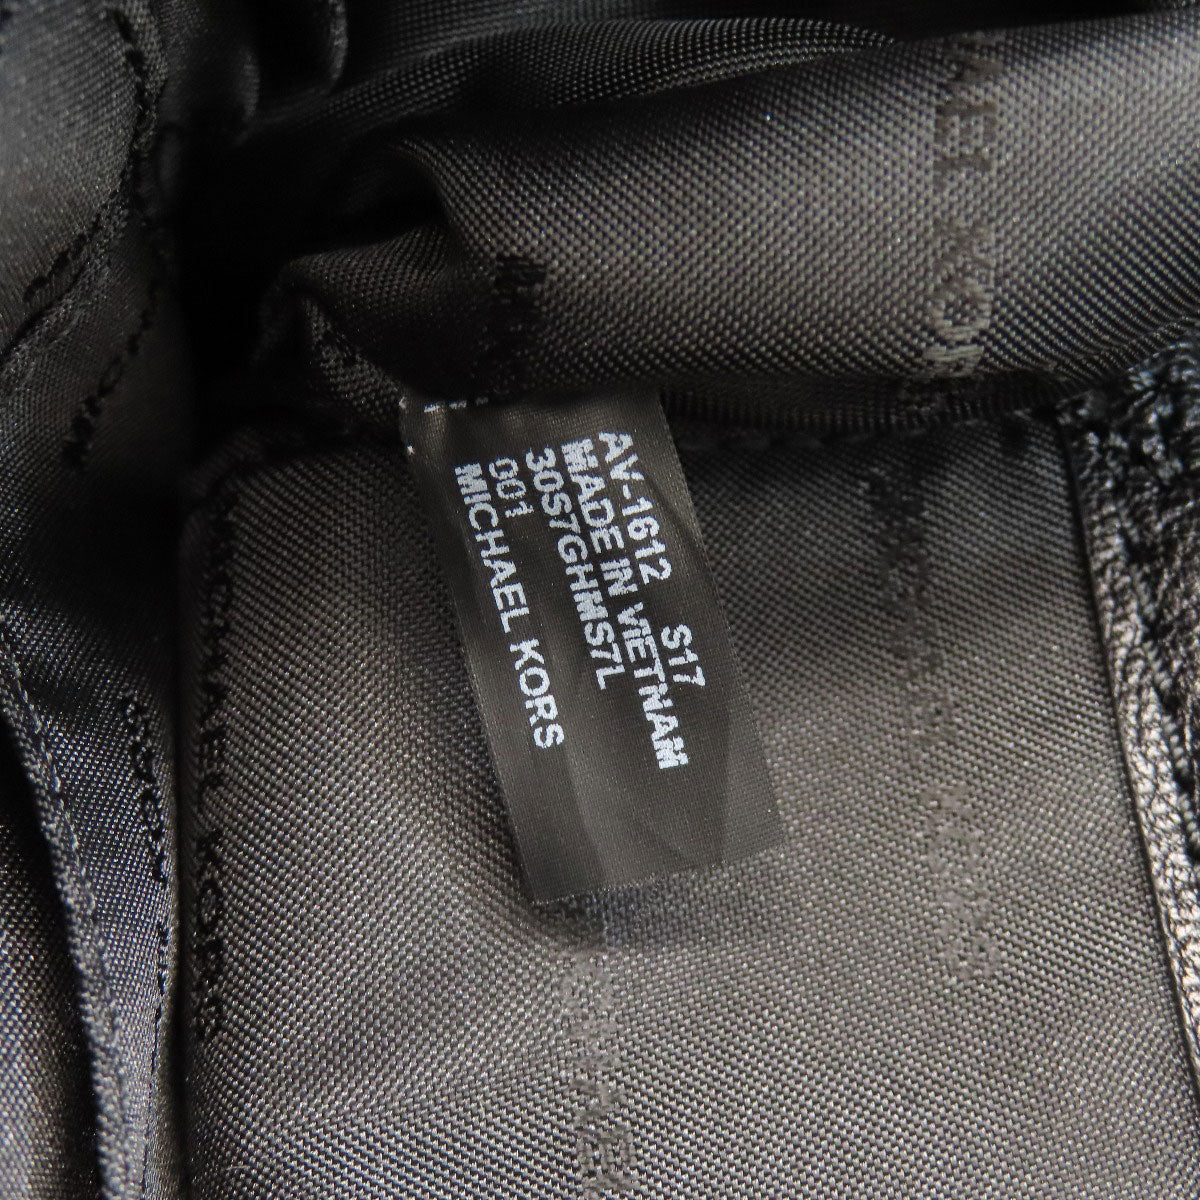 AV-1612 S17
MADE IN VIETNAM
30S7GHMS7L
001
MICHAEL KORS